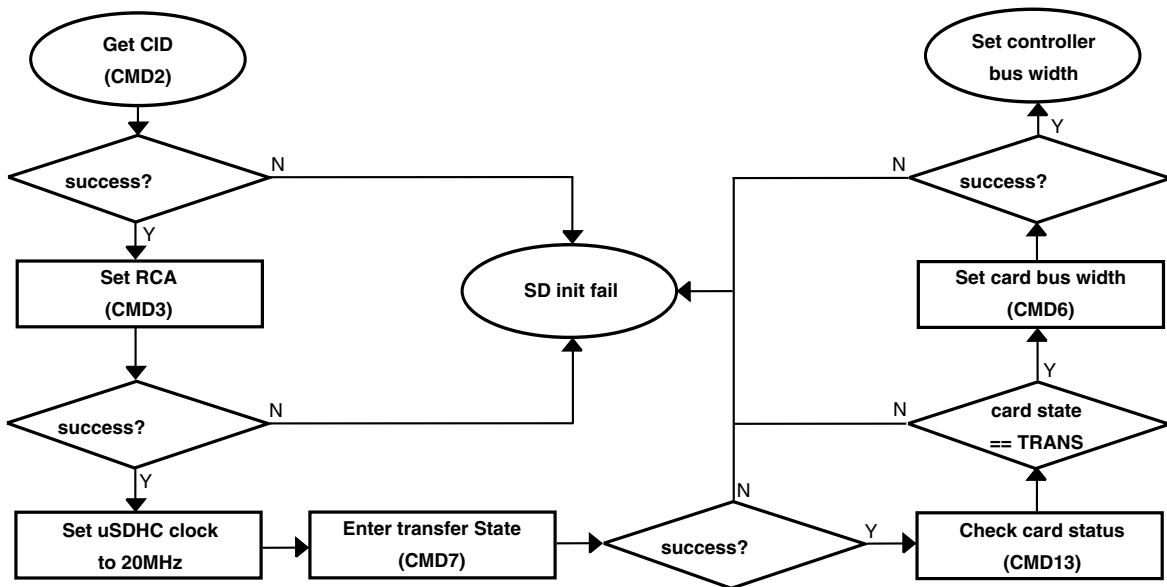 Get CID
(CMD2)
Set controller
bus width
N
Y
success?
N
success?
Y
Set RCA
(CMD3)
SD init fail
Set card bus width
(CMD6)
Y
success?
N
N
card state
== TRANS
Y
N
Set uSDHC clock
to 20MHz
Enter transfer State
(CMD7)
success?
Y
Check card status
(CMD13)